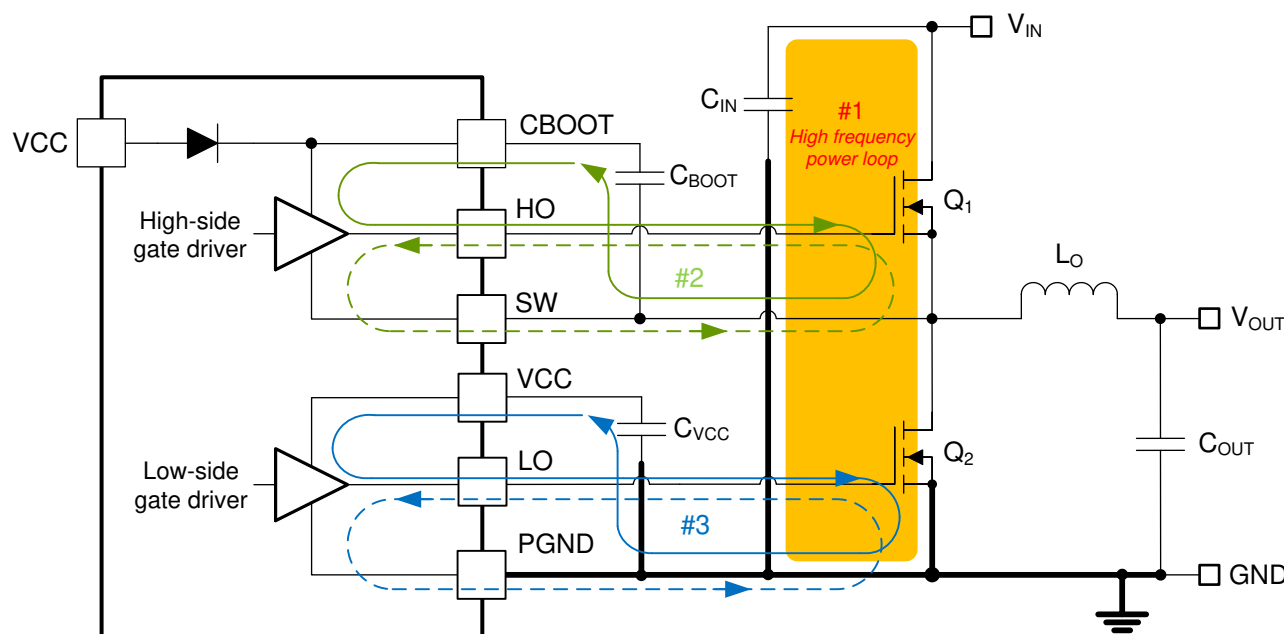 V_IN
C_IN
#1
High frequency
power loop
VCC
CBOOT
C_BOOT
High-side
gate driver
HO
Q_1
#2
L_O
SW
V_OUT
VCC
C_VCC
Low-side
gate driver
LO
Q_2
C_OUT
#3
PGND
GND